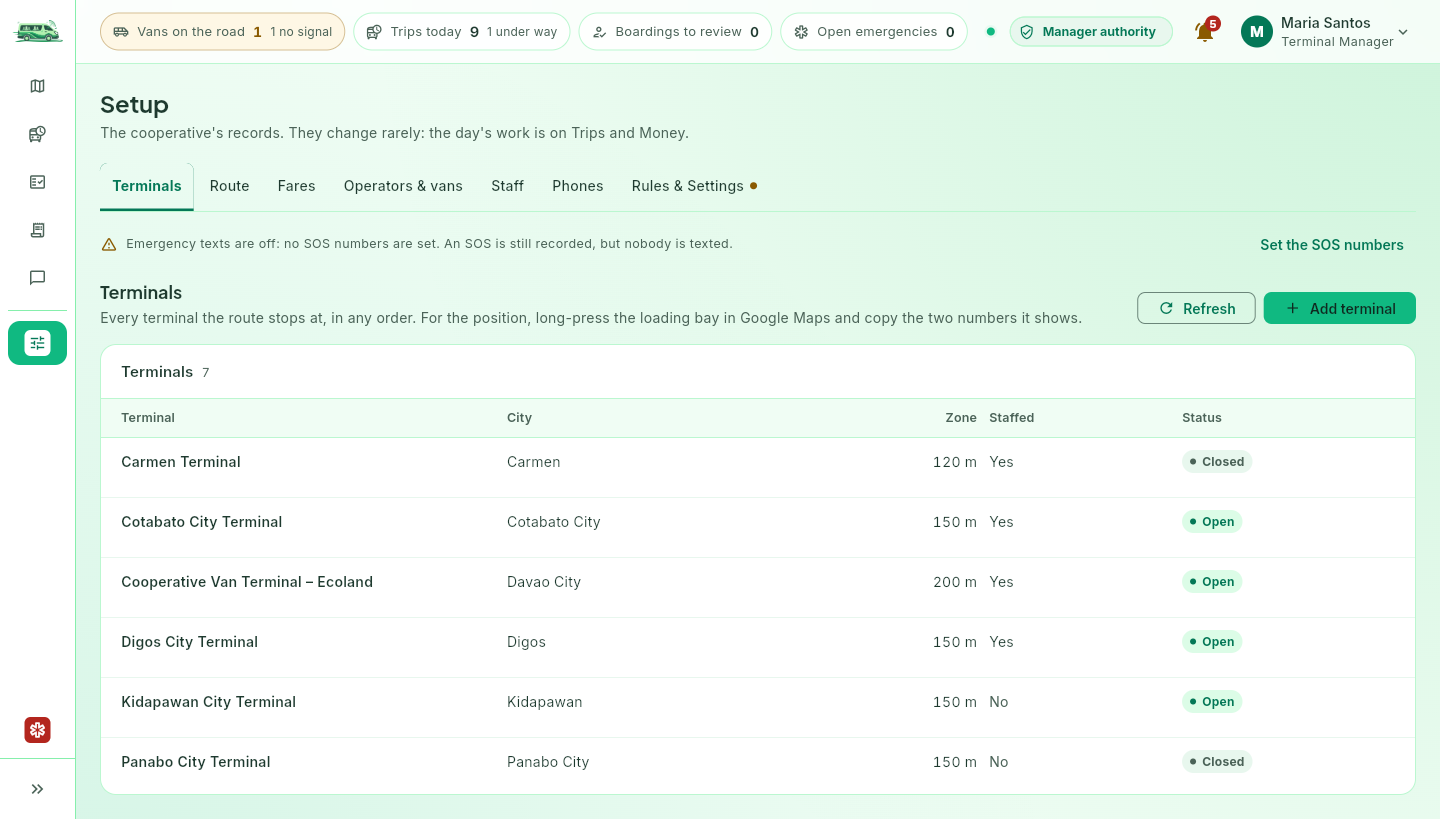 Vans on the road 1 1 no signal
Trips today 9 1 under way
Boardings to review 0
Open emergencies 0
Manager authority
5
M
Maria Santos
Terminal Manager
Setup
The cooperative's records. They change rarely: the day's work is on Trips and Money.
Terminals Route Fares Operators & vans Staff Phones Rules & Settings
Emergency texts are off: no SOS numbers are set. An SOS is still recorded, but nobody is texted.
Set the SOS numbers
Terminals
Every terminal the route stops at, in any order. For the position, long-press the loading bay in Google Maps and copy the two numbers it shows.
Refresh
Add terminal
Terminals 7
Terminal City Zone Staffed Status
Carmen Terminal Carmen 120 m Yes Closed
Cotabato City Terminal Cotabato City 150 m Yes Open
Cooperative Van Terminal – Ecoland Davao City 200 m Yes Open
Digos City Terminal Digos 150 m Yes Open
Kidapawan City Terminal Kidapawan 150 m No Open
Panabo City Terminal Panabo City 150 m No Closed